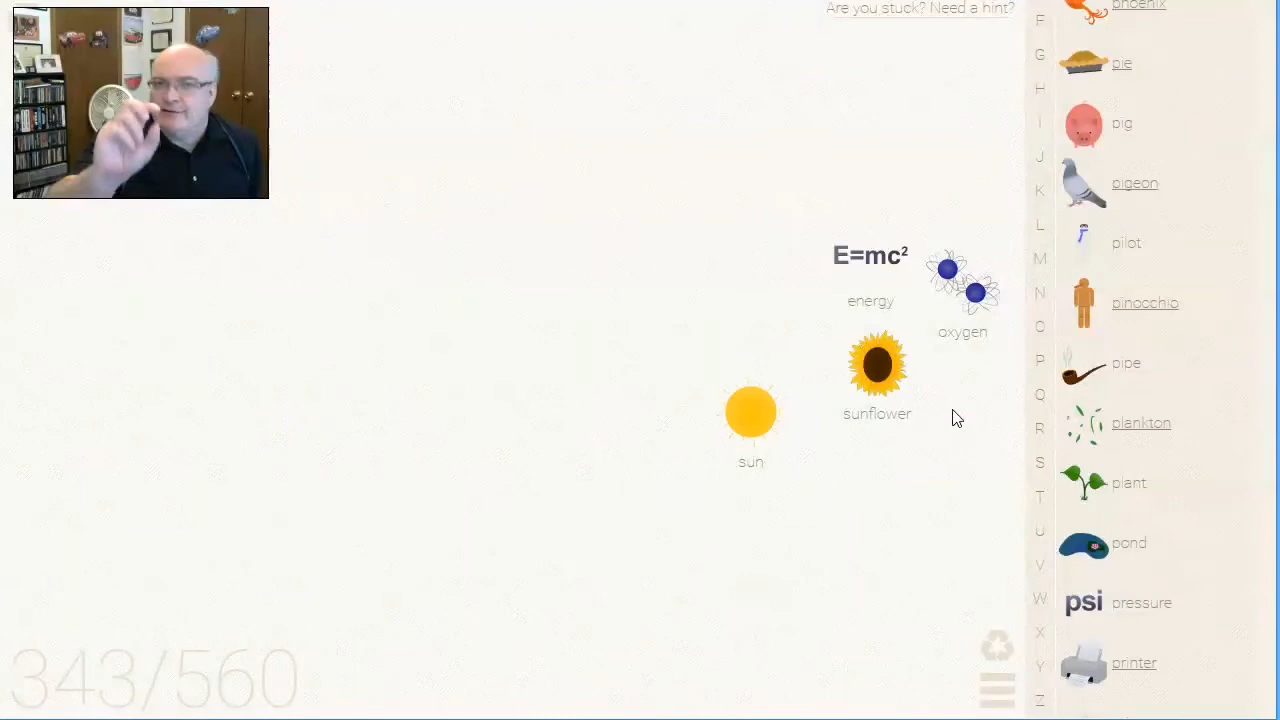 Are you stuck? Need a hint?
E=mc²
energy
oxygen
sunflower
sun
343/560
F
G
H
I
J
K
L
M
N
O
P
Q
R
S
T
U
V
W
X
Y
Z
phoenix
pie
pig
pigeon
pilot
pinocchio
pipe
plankton
plant
pond
psi pressure
printer